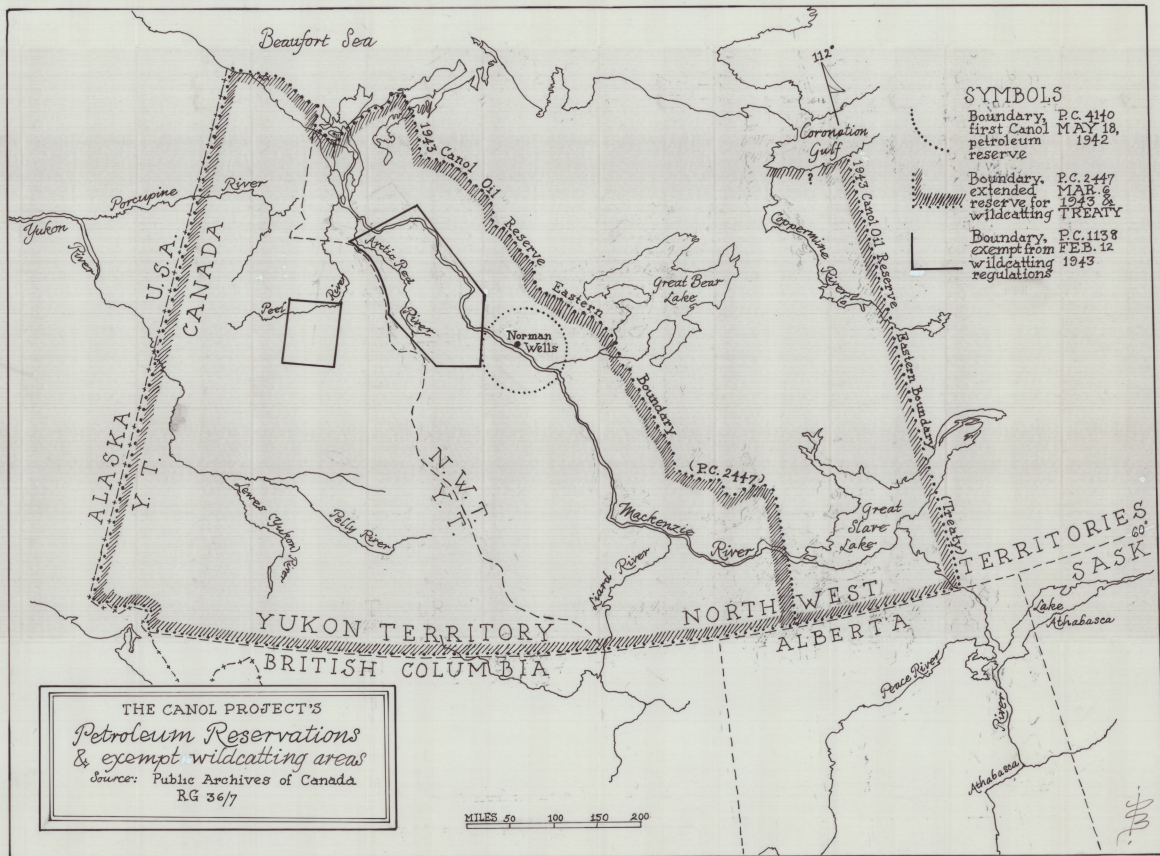 Beaufort Sea
112°
Coronation
Gulf
SYMBOLS
Boundary, P.C. 4140
first Canol MAY 18,
petroleum 1942
reserve
Boundary, P.C. 2447
extended MAR. 6
reserve for 1943 &
wildcatting TREATY
Boundary, P.C. 1138
exempt from FEB. 12
wildcatting 1943
regulations
1943 Canol Oil Reserve Eastern Boundary (P.C. 2447)
1943 Canol Oil Reserve Eastern Boundary (Treaty)
Porcupine River
Yukon
River
U.S.A.
CANADA
Arctic Red
River
Peel River
Coppermine River
Great Bear
Lake
Norman
Wells
ALASKA
Y. T.
N.W.T.
Y. T.
Lewes (Yukon) River
Pelly River
Mackenzie
River
Great
Slave
Lake
Liard River
NORTH WEST TERRITORIES
60°
SASK
YUKON TERRITORY
BRITISH COLUMBIA
ALBERTA
Lake
Athabasca
Peace River
River
Athabasca
THE CANOL PROJECT'S
Petroleum Reservations
& exempt wildcatting areas
Source: Public Archives of Canada
RG 36/7
MILES 50 100 150 200